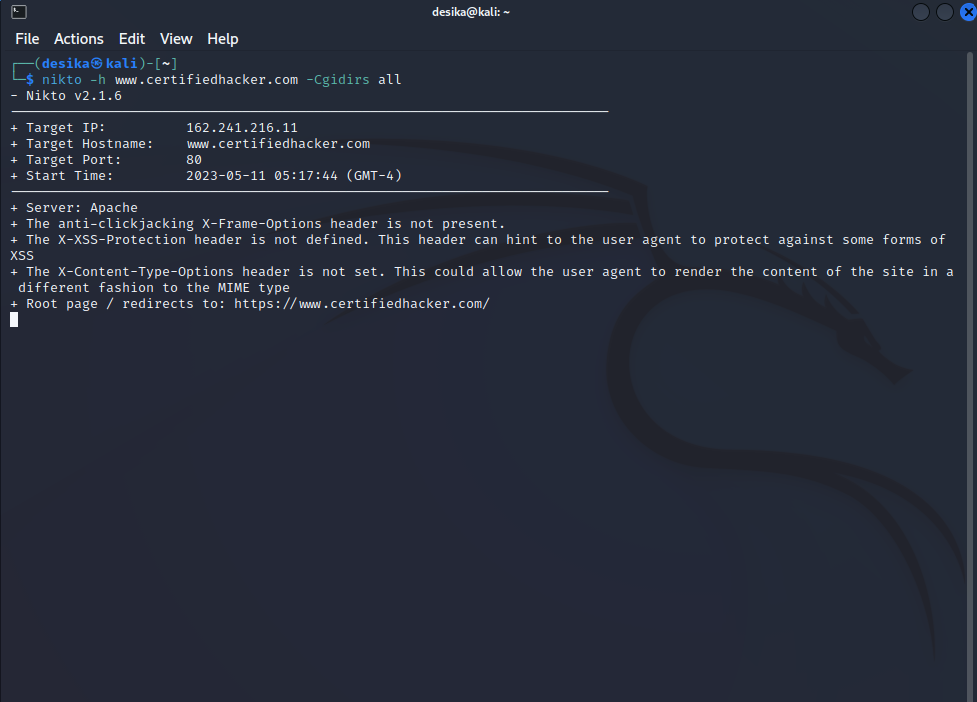 desika@kali: ~
File Actions Edit View Help
┌──(desika㉿kali)-[~]
└─$ nikto -h www.certifiedhacker.com -Cgidirs all
- Nikto v2.1.6
+ Target IP: 162.241.216.11
+ Target Hostname: www.certifiedhacker.com
+ Target Port: 80
+ Start Time: 2023-05-11 05:17:44 (GMT-4)
+ Server: Apache
+ The anti-clickjacking X-Frame-Options header is not present.
+ The X-XSS-Protection header is not defined. This header can hint to the user agent to protect against some forms of
XSS
+ The X-Content-Type-Options header is not set. This could allow the user agent to render the content of the site in a
different fashion to the MIME type
+ Root page / redirects to: https://www.certifiedhacker.com/